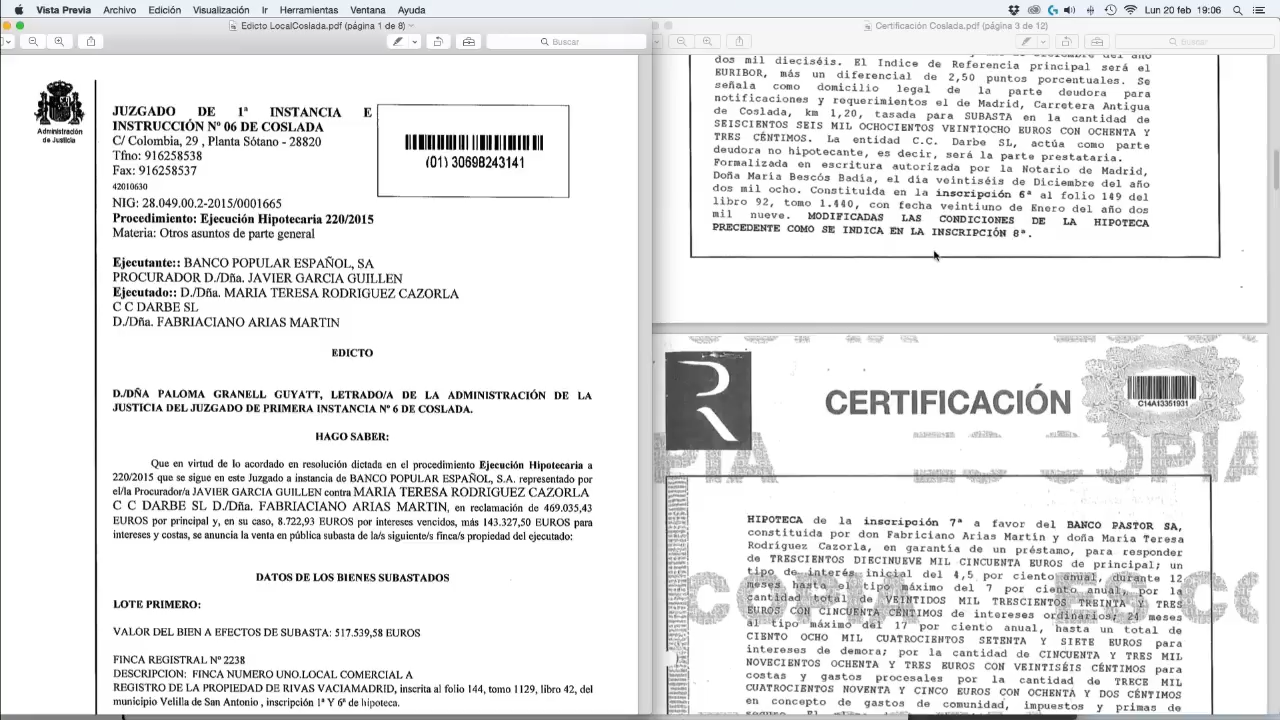 Vista Previa Archivo Edición Visualización Ir Herramientas Ventana Ayuda Lun 20 feb 19:06
Edicto LocalCoslada.pdf (página 1 de 8)
Buscar
Administración
de Justicia
JUZGADO DE 1ª INSTANCIA E
INSTRUCCIÓN Nº 06 DE COSLADA
C/ Colombia, 29 , Planta Sótano - 28820
Tfno: 916258538
Fax: 916258537
42010630
NIG: 28.049.00.2-2015/0001665
Procedimiento: Ejecución Hipotecaria 220/2015
Materia: Otros asuntos de parte general
(01) 30698243141
Ejecutante:: BANCO POPULAR ESPAÑOL, SA
PROCURADOR D./Dña. JAVIER GARCIA GUILLEN
Ejecutado:: D./Dña. MARIA TERESA RODRIGUEZ CAZORLA
C C DARBE SL
D./Dña. FABRIACIANO ARIAS MARTIN
EDICTO
D./DÑA PALOMA GRANELL GUYATT, LETRADO/A DE LA ADMINISTRACIÓN DE LA
JUSTICIA DEL JUZGADO DE PRIMERA INSTANCIA Nº 6 DE COSLADA.
HAGO SABER:
Que en virtud de lo acordado en resolución dictada en el procedimiento Ejecución Hipotecaria a
220/2015 que se sigue en este Juzgado a instancia de BANCO POPULAR ESPAÑOL, S.A. representado por
el/la Procurador/a JAVIER GARCIA GUILLEN contra MARIA TERESA RODRIGUEZ CAZORLA
C C DARBE SL D./Dña. FABRIACIANO ARIAS MARTIN, en reclamación de 469.035,43
EUROS por principal y, en su caso, 8.722,93 EUROS por intereses vencidos, más 143.327,50 EUROS para
intereses y costas, se anuncia la venta en pública subasta de la/s siguiente/s finca/s propiedad del ejecutado:
DATOS DE LOS BIENES SUBASTADOS
LOTE PRIMERO:
VALOR DEL BIEN A EFECTOS DE SUBASTA: 517.539,58 EUROS
FINCA REGISTRAL Nº 2238
DESCRIPCION: FINCA NUMERO UNO.LOCAL COMERCIAL A
REGISTRO DE LA PROPIEDAD DE RIVAS VACIAMADRID, inscrita al folio 144, tomo 1129, libro 42, del
municipio Velilla de San Antonio , inscripción 1ª Y 6ª de hipoteca.
Certificación Coslada.pdf (página 3 de 12)
Buscar
dos mil dieciséis. El Indice de Referencia principal será el
EURIBOR, más un diferencial de 2,50 puntos porcentuales. Se
señala como domicilio legal de la parte deudora para
notificaciones y requerimientos el de Madrid, Carretera Antigua
de Coslada, km 1,20, tasada para SUBASTA en la cantidad de
SEISCIENTOS SEIS MIL OCHOCIENTOS VEINTIOCHO EUROS CON OCHENTA Y
TRES CÉNTIMOS. La entidad C.C. Darbe SL, actúa como parte
deudora no hipotecante, es decir, será la parte prestataria.
Formalizada en escritura autorizada por la Notario de Madrid,
Doña María Bescós Badía, el día veintiséis de Diciembre del año
dos mil ocho. Constituida en la inscripción 6ª al folio 149 del
libro 92, tomo 1.440, con fecha veintiuno de Enero del año dos
mil nueve. MODIFICADAS LAS CONDICIONES DE LA HIPOTECA
PRECEDENTE COMO SE INDICA EN LA INSCRIPCIÓN 8ª.
CERTIFICACIÓN
C14A13351931
HIPOTECA de la inscripción 7ª a favor del BANCO PASTOR SA,
constituida por don Fabriciano Arias Martin y doña María Teresa
Rodriguez Cazorla, en garantía de un préstamo, para responder
de TRESCIENTOS DIECINUEVE MIL CINCUENTA EUROS de principal; un
tipo de interés inicial del 4,5 por ciento anual, durante 12
meses hasta un tipo máximo del 7 por ciento anual, por la
cantidad total de VEINTIDOS MIL TRESCIENTOS TREINTA Y TRES
EUROS CON CINCUENTA CÉNTIMOS de intereses ordinarios; meses
al tipo máximo del 17 por ciento anual, hasta un total de
CIENTO OCHO MIL CUATROCIENTOS SETENTA Y SIETE EUROS para
intereses de demora; por la cantidad de CINCUENTA Y TRES MIL
NOVECIENTOS OCHENTA Y TRES EUROS CON VEINTISÉIS CÉNTIMOS para
costas y gastos procesales por la cantidad de TRECE MIL
CUATROCIENTOS NOVENTA Y CINCO EUROS CON OCHENTA Y DOS CÉNTIMOS
en concepto de gastos de comunidad, impuestos y primas de